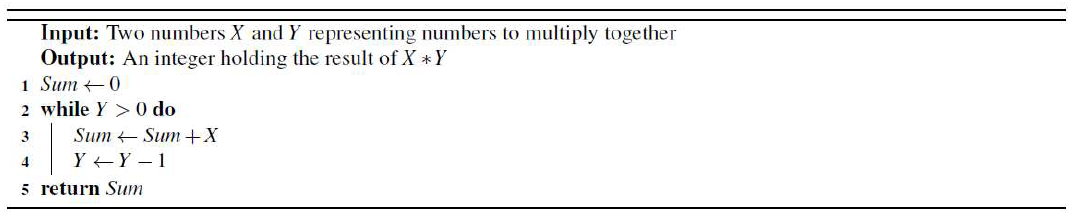 Input: Two numbers X and Y representing numbers to multiply together
Output: An integer holding the result of X ∗ Y
1 Sum ← 0
2 while Y > 0 do
3 Sum ← Sum + X
4 Y ← Y − 1
5 return Sum